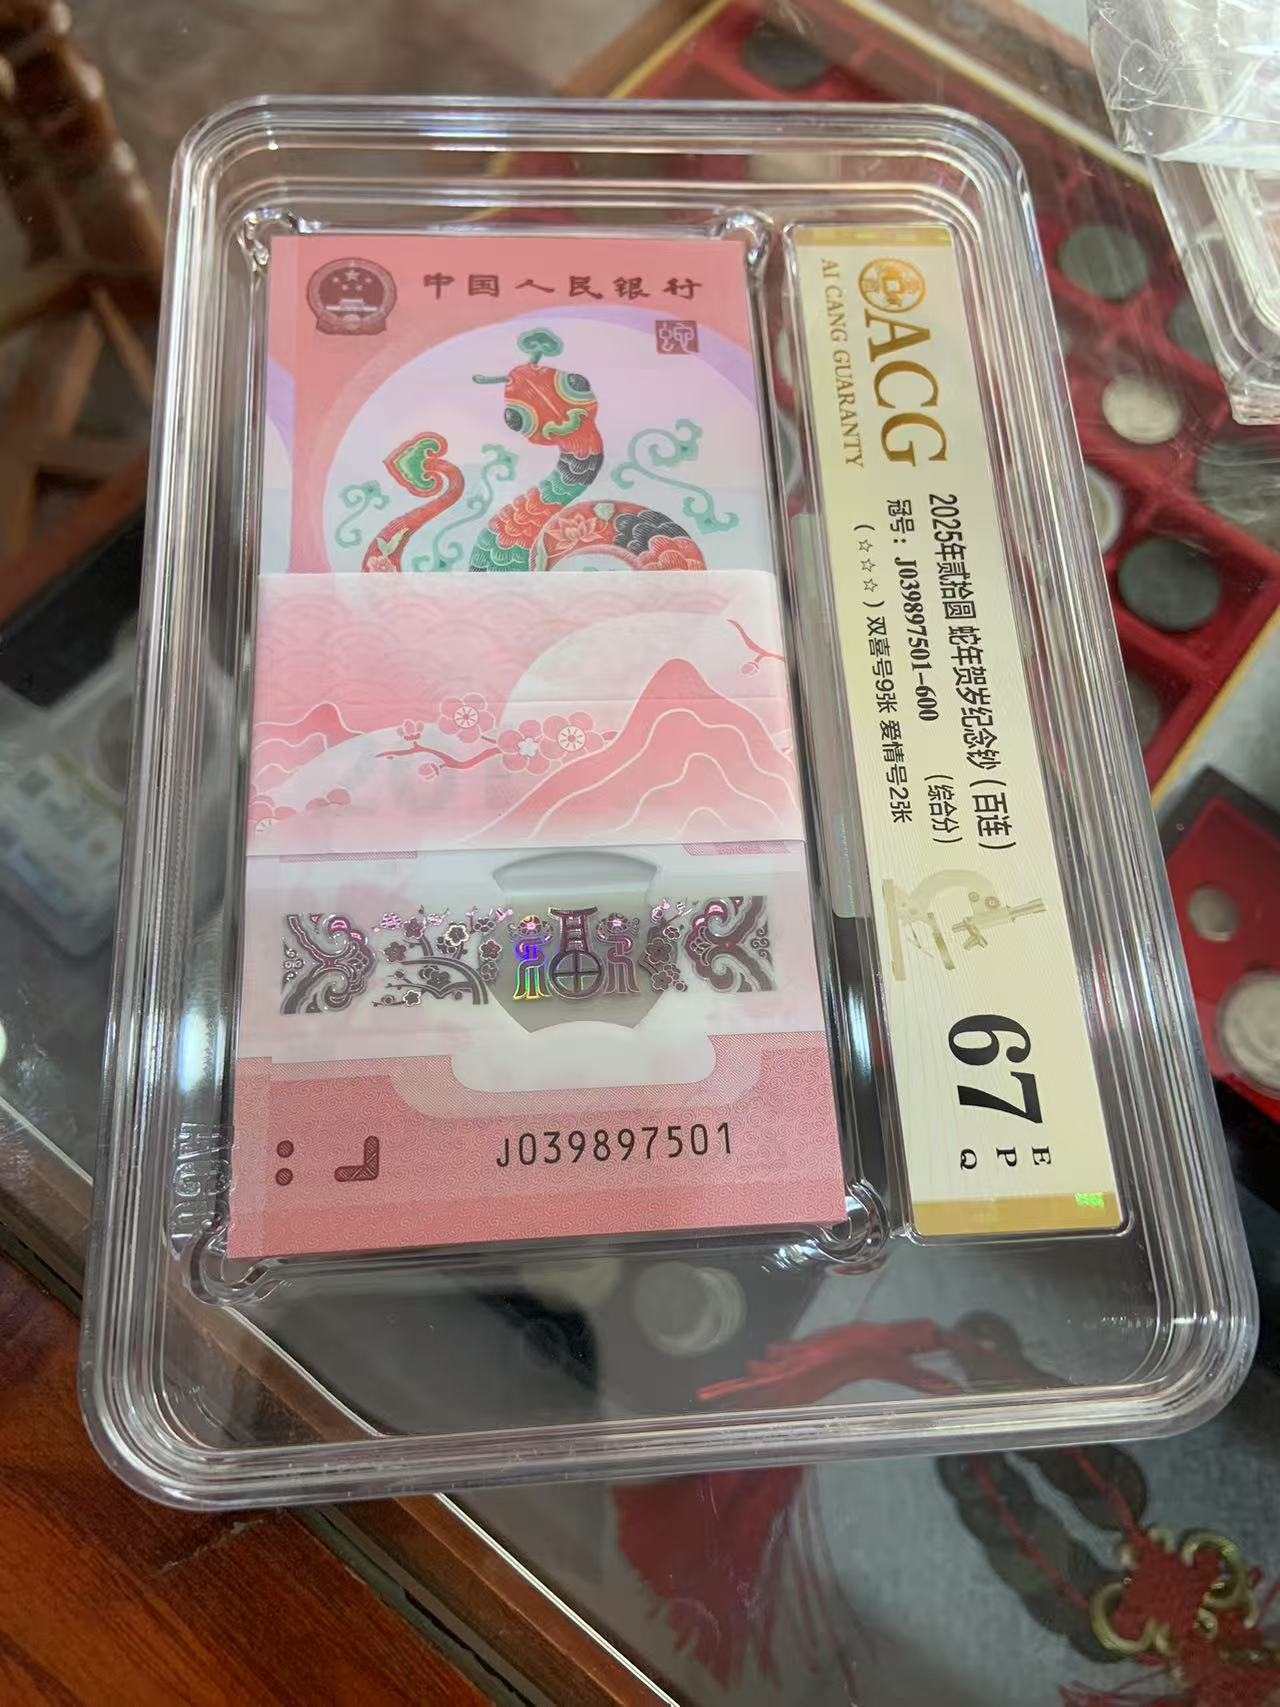 中国人民银行
蛇
福
J039897501
ACG
AI CANG GUARANTY
2025年贰拾圆 蛇年贺岁纪念钞（百连）
冠号：J039897501-600 （综合分）
（☆☆☆）双喜号9张 爱情号2张
67
E
P
Q